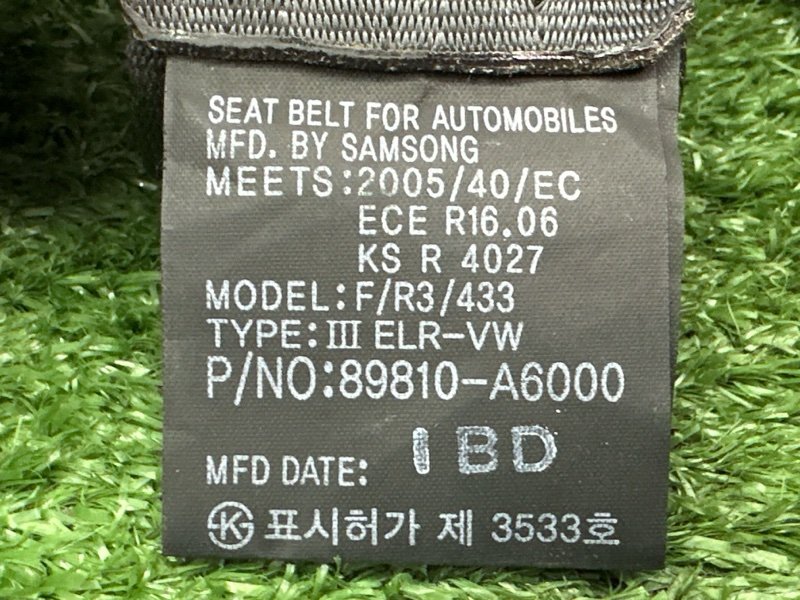 SEAT BELT FOR AUTOMOBILES
MFD. BY SAMSONG
MEETS:2005/40/EC
ECE R16.06
KS R 4027
MODEL:F/R3/433
TYPE:Ⅲ ELR-VW
P/NO:89810-A6000
MFD DATE: IBD
K 표시허가 제 3533호